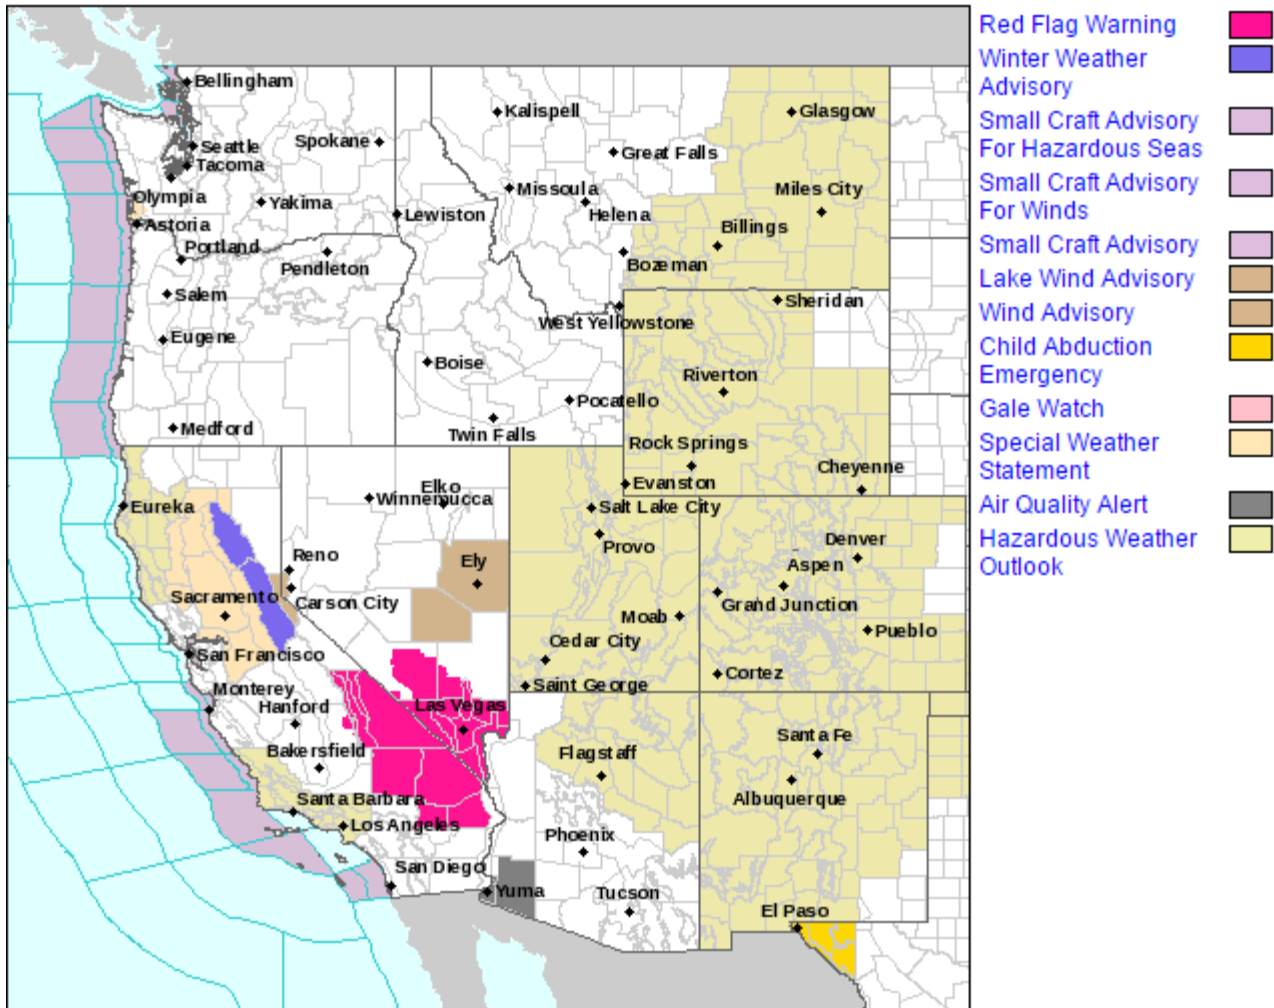 Bellingham
Seattle
Tacoma
Olympia
Astoria
Portland
Salem
Eugene
Medford
Spokane
Yakima
Pendleton
Lewiston
Kalispell
Great Falls
Missoula
Helena
Bozeman
West Yellowstone
Glasgow
Miles City
Billings
Sheridan
Boise
Pocatello
Twin Falls
Riverton
Rock Springs
Cheyenne
Evanston
Eureka
Elko
Winnemucca
Reno
Ely
Carson City
Sacramento
San Francisco
Salt Lake City
Provo
Moab
Cedar City
Saint George
Denver
Aspen
Grand Junction
Pueblo
Cortez
Monterey
Hanford
Las Vegas
Bakersfield
Santa Barbara
Los Angeles
San Diego
Flagstaff
Phoenix
Yuma
Tucson
Santa Fe
Albuquerque
El Paso
Red Flag Warning
Winter Weather
Advisory
Small Craft Advisory
For Hazardous Seas
Small Craft Advisory
For Winds
Small Craft Advisory
Lake Wind Advisory
Wind Advisory
Child Abduction
Emergency
Gale Watch
Special Weather
Statement
Air Quality Alert
Hazardous Weather
Outlook